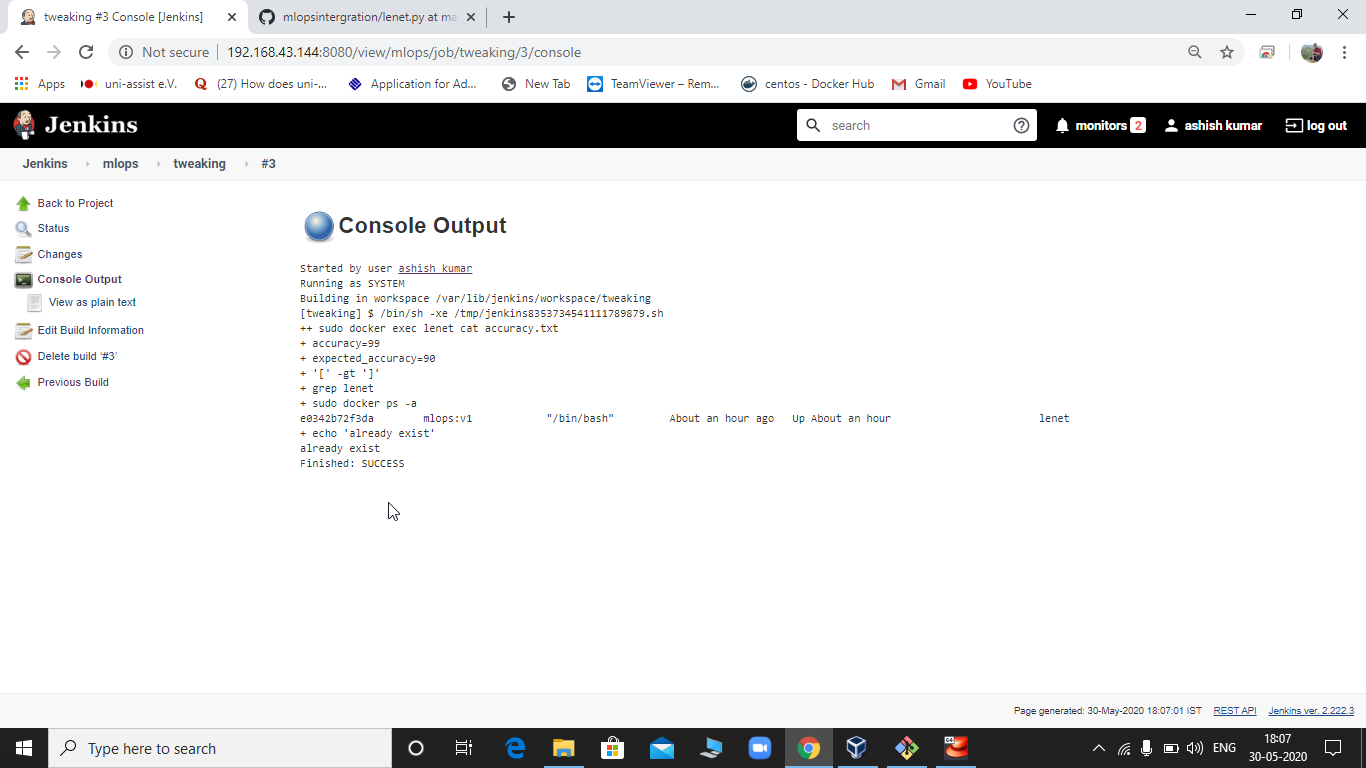 tweaking #3 Console [Jenkins]
mlopsintergration/lenet.py at ma
Not secure
192.168.43.144:8080/view/mlops/job/tweaking/3/console
Apps
uni-assist e.V.
(27) How does uni-...
Application for Ad...
New Tab
TeamViewer – Rem...
centos - Docker Hub
Gmail
YouTube
Jenkins
search
monitors 2
ashish kumar
log out
Jenkins
mlops
tweaking
#3
Back to Project
Status
Changes
Console Output
View as plain text
Edit Build Information
Delete build ‘#3’
Previous Build
Console Output
Started by user ashish kumar
Running as SYSTEM
Building in workspace /var/lib/jenkins/workspace/tweaking
[tweaking] $ /bin/sh -xe /tmp/jenkins8353734541111789879.sh
++ sudo docker exec lenet cat accuracy.txt
+ accuracy=99
+ expected_accuracy=90
+ '[' -gt ']'
+ grep lenet
+ sudo docker ps -a
e0342b72f3da mlops:v1 "/bin/bash" About an hour ago Up About an hour lenet
+ echo 'already exist'
already exist
Finished: SUCCESS
Page generated: 30-May-2020 18:07:01 IST
REST API
Jenkins ver. 2.222.3
Type here to search
ENG
18:07
30-05-2020